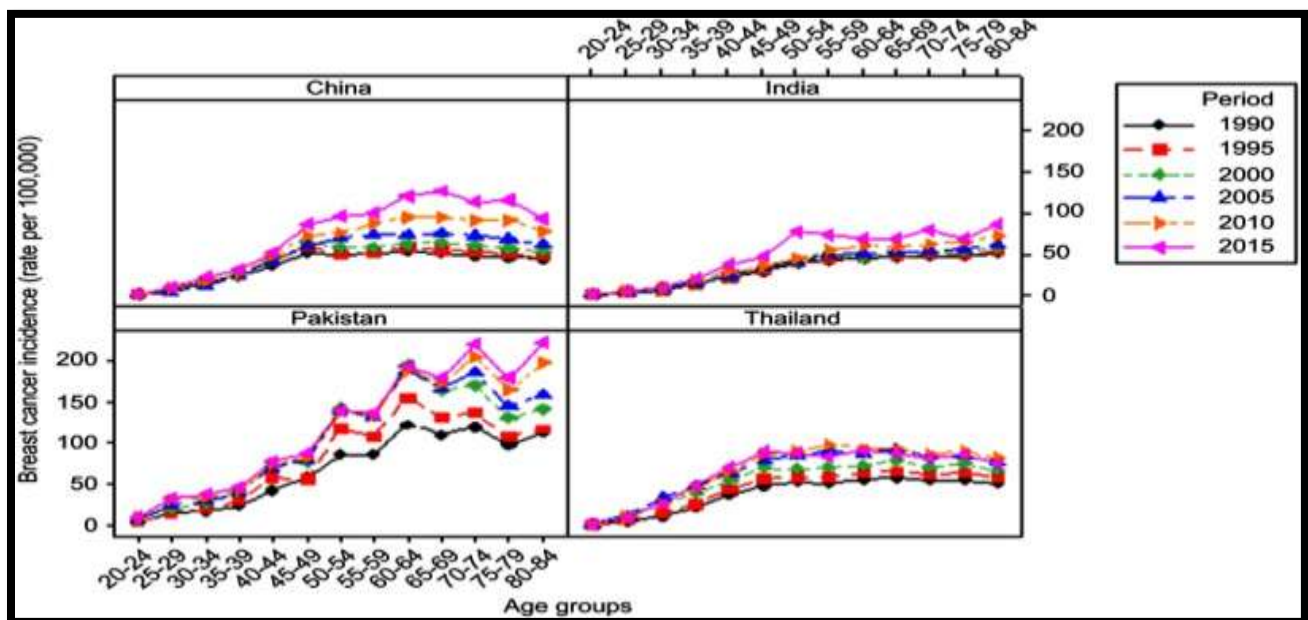 20-24 25-29 30-34 35-39 40-44 45-49 50-54 55-59 60-64 65-69 70-74 75-79 80-84
China
India
Period
1990
1995
2000
2005
2010
2015
200
150
100
50
0
Breast cancer incidence (rate per 100,000)
Pakistan
Thailand
200
150
100
50
0
20-24 25-29 30-34 35-39 40-44 45-49 50-54 55-59 60-64 65-69 70-74 75-79 80-84
Age groups